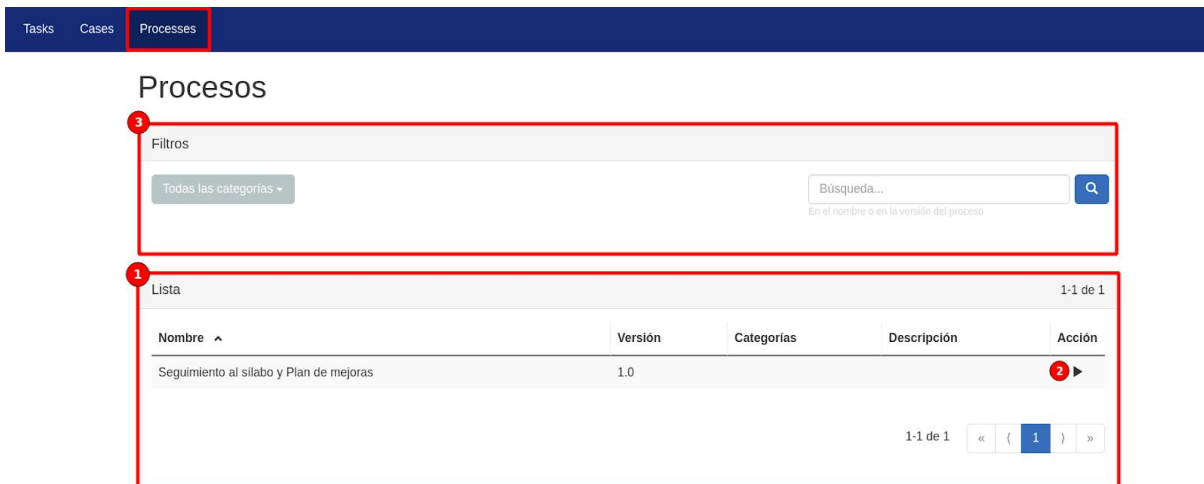 Tasks Cases Processes
Procesos
3
Filtros
Todas las categorías
Búsqueda...
En el nombre o en la versión del proceso
1
Lista 1-1 de 1
Nombre Versión Categorías Descripción Acción
Seguimiento al sílabo y Plan de mejoras 1.0 2
1-1 de 1 « ⟨ 1 ⟩ »